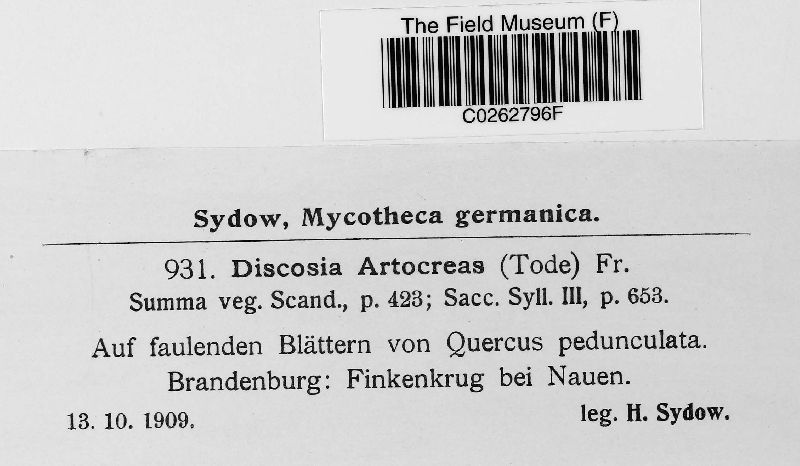 The Field Museum (F)
C0262796F
Sydow, Mycotheca germanica.
931. Discosia Artocreas (Tode) Fr.
Summa veg. Scand., p. 423; Sacc. Syll. III, p. 653.
Auf faulenden Blättern von Quercus pedunculata.
Brandenburg: Finkenkrug bei Nauen.
13. 10. 1909. leg. H. Sydow.